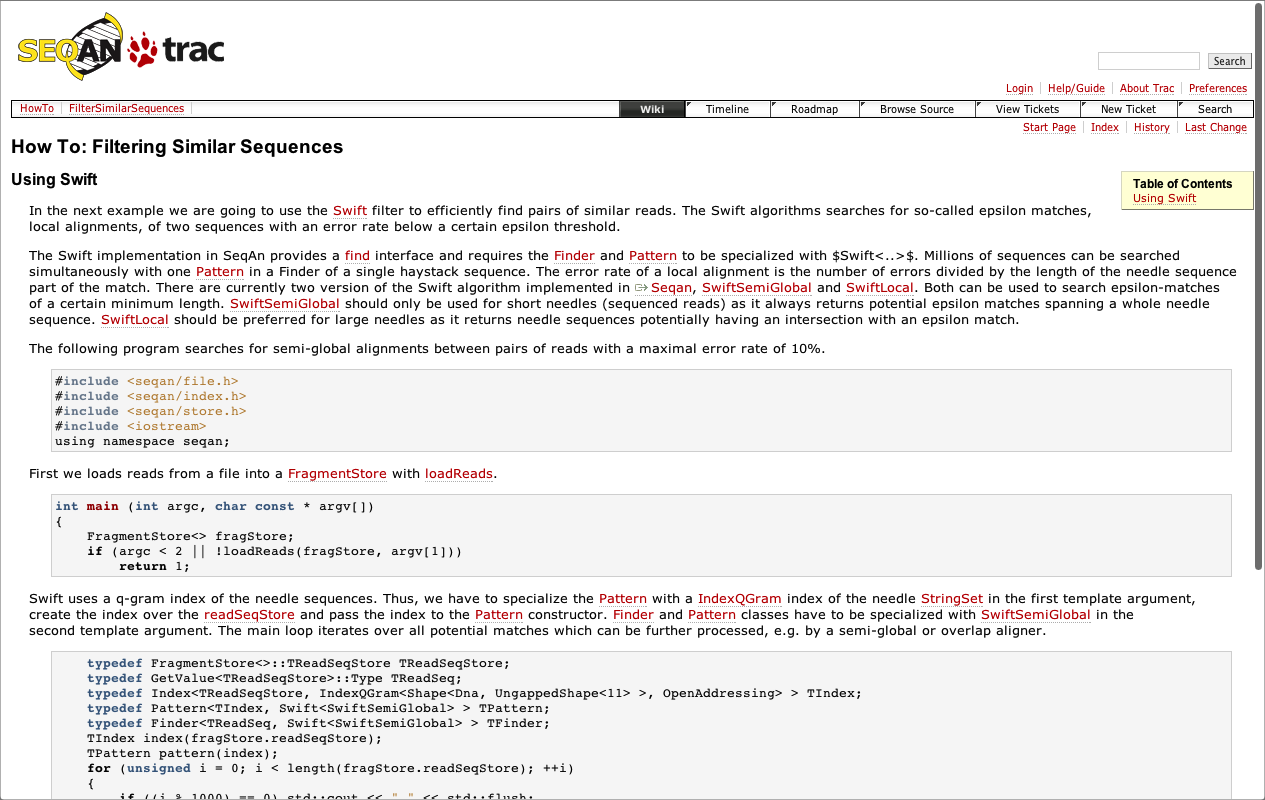 SEQAN trac
Search
Login Help/Guide About Trac Preferences
HowTo FilterSimilarSequences Wiki Timeline Roadmap Browse Source View Tickets New Ticket Search
Start Page Index History Last Change
How To: Filtering Similar Sequences
Using Swift
Table of Contents
Using Swift
In the next example we are going to use the Swift filter to efficiently find pairs of similar reads. The Swift algorithms searches for so-called epsilon matches,
local alignments, of two sequences with an error rate below a certain epsilon threshold.
The Swift implementation in SeqAn provides a find interface and requires the Finder and Pattern to be specialized with $Swift<..>$. Millions of sequences can be searched
simultaneously with one Pattern in a Finder of a single haystack sequence. The error rate of a local alignment is the number of errors divided by the length of the needle sequence
part of the match. There are currently two version of the Swift algorithm implemented in Seqan, SwiftSemiGlobal and SwiftLocal. Both can be used to search epsilon-matches
of a certain minimum length. SwiftSemiGlobal should only be used for short needles (sequenced reads) as it always returns potential epsilon matches spanning a whole needle
sequence. SwiftLocal should be preferred for large needles as it returns needle sequences potentially having an intersection with an epsilon match.
The following program searches for semi-global alignments between pairs of reads with a maximal error rate of 10%.
#include <seqan/file.h>
#include <seqan/index.h>
#include <seqan/store.h>
#include <iostream>
using namespace seqan;
First we loads reads from a file into a FragmentStore with loadReads.
int main (int argc, char const * argv[])
{
    FragmentStore<> fragStore;
    if (argc < 2 || !loadReads(fragStore, argv[1]))
        return 1;
Swift uses a q-gram index of the needle sequences. Thus, we have to specialize the Pattern with a IndexQGram index of the needle StringSet in the first template argument,
create the index over the readSeqStore and pass the index to the Pattern constructor. Finder and Pattern classes have to be specialized with SwiftSemiGlobal in the
second template argument. The main loop iterates over all potential matches which can be further processed, e.g. by a semi-global or overlap aligner.
    typedef FragmentStore<>::TReadSeqStore TReadSeqStore;
    typedef GetValue<TReadSeqStore>::Type TReadSeq;
    typedef Index<TReadSeqStore, IndexQGram<Shape<Dna, UngappedShape<11> >, OpenAddressing> > TIndex;
    typedef Pattern<TIndex, Swift<SwiftSemiGlobal> > TPattern;
    typedef Finder<TReadSeq, Swift<SwiftSemiGlobal> > TFinder;
    TIndex index(fragStore.readSeqStore);
    TPattern pattern(index);
    for (unsigned i = 0; i < length(fragStore.readSeqStore); ++i)
    {
        if ((i % 1000) == 0) std::cout << "." << std::flush;